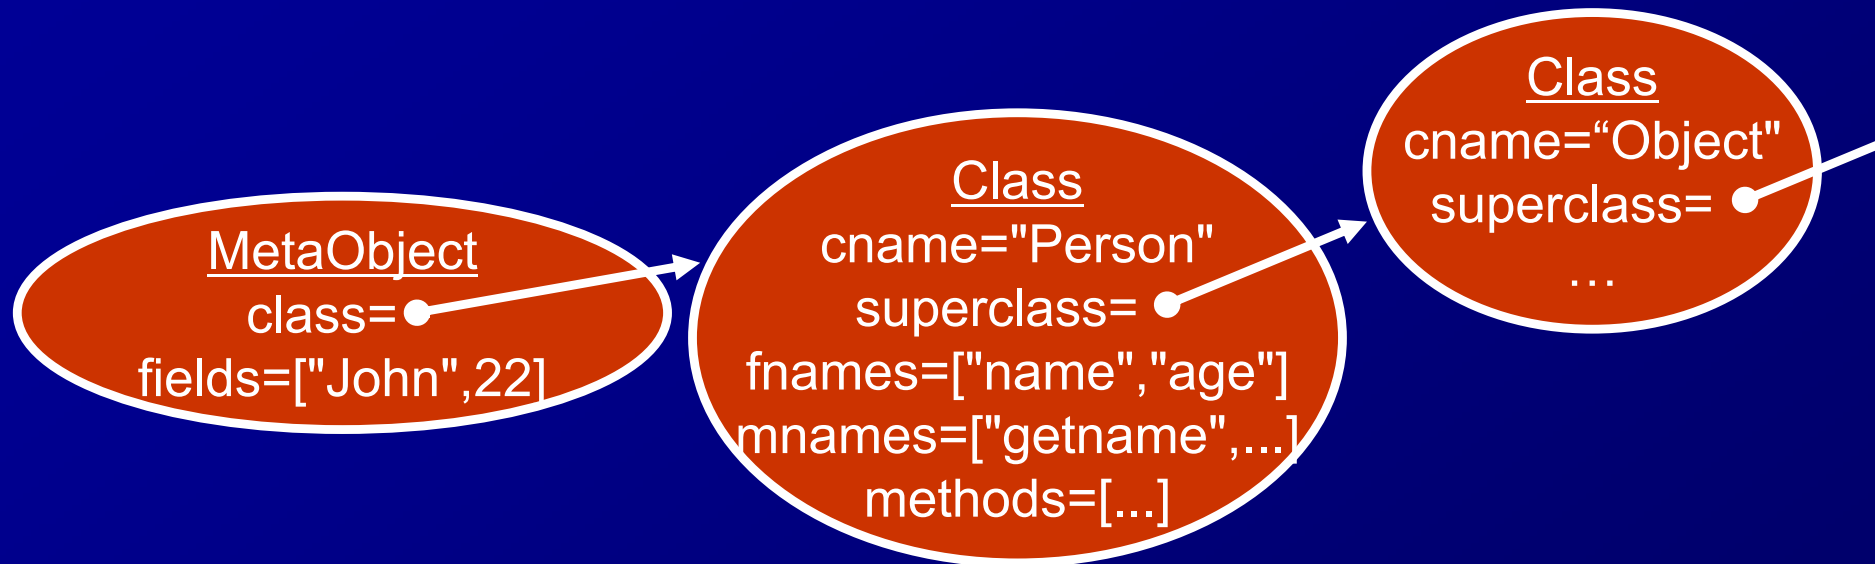 MetaObject
class=
fields=["John",22]
Class
cname="Person"
superclass=
fnames=["name","age"]
mnames=["getname",...]
methods=[...]
Class
cname=“Object"
superclass=
…